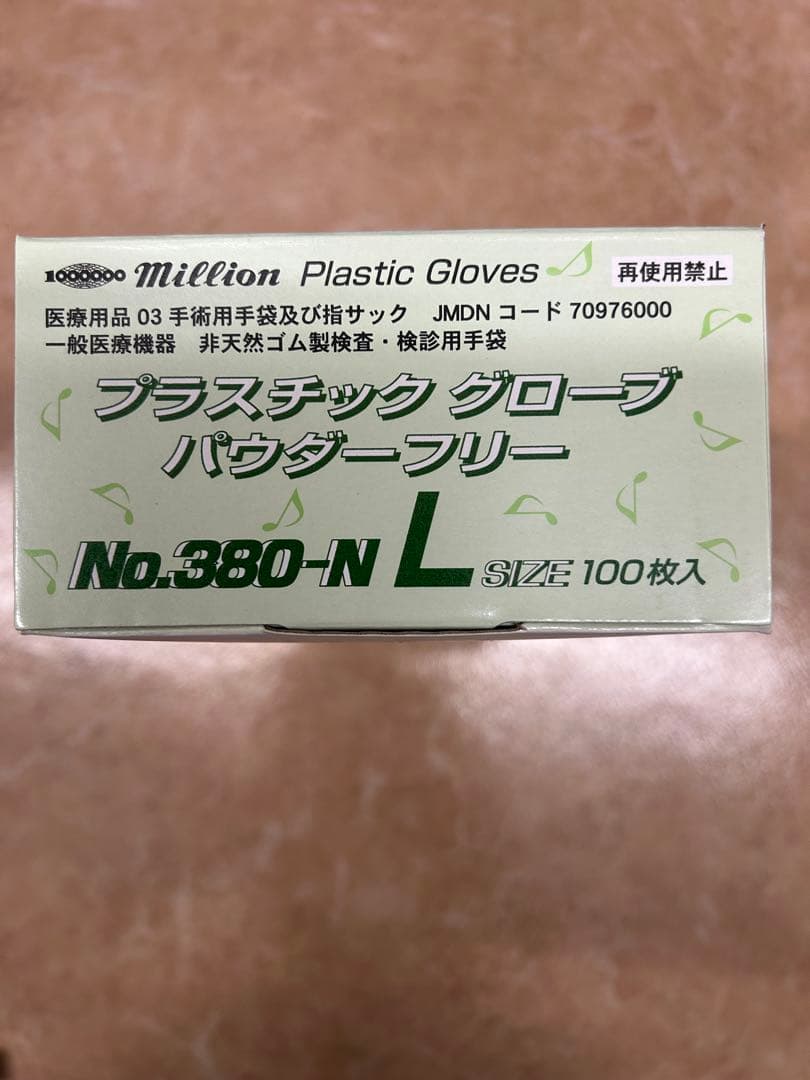 1000000 million Plastic Gloves 再使用禁止
医療用品 03 手術用手袋及び指サック JMDN コード 70976000
一般医療機器 非天然ゴム製検査・検診用手袋
プラスチック グローブ
パウダーフリー
No.380-N L SIZE 100枚入